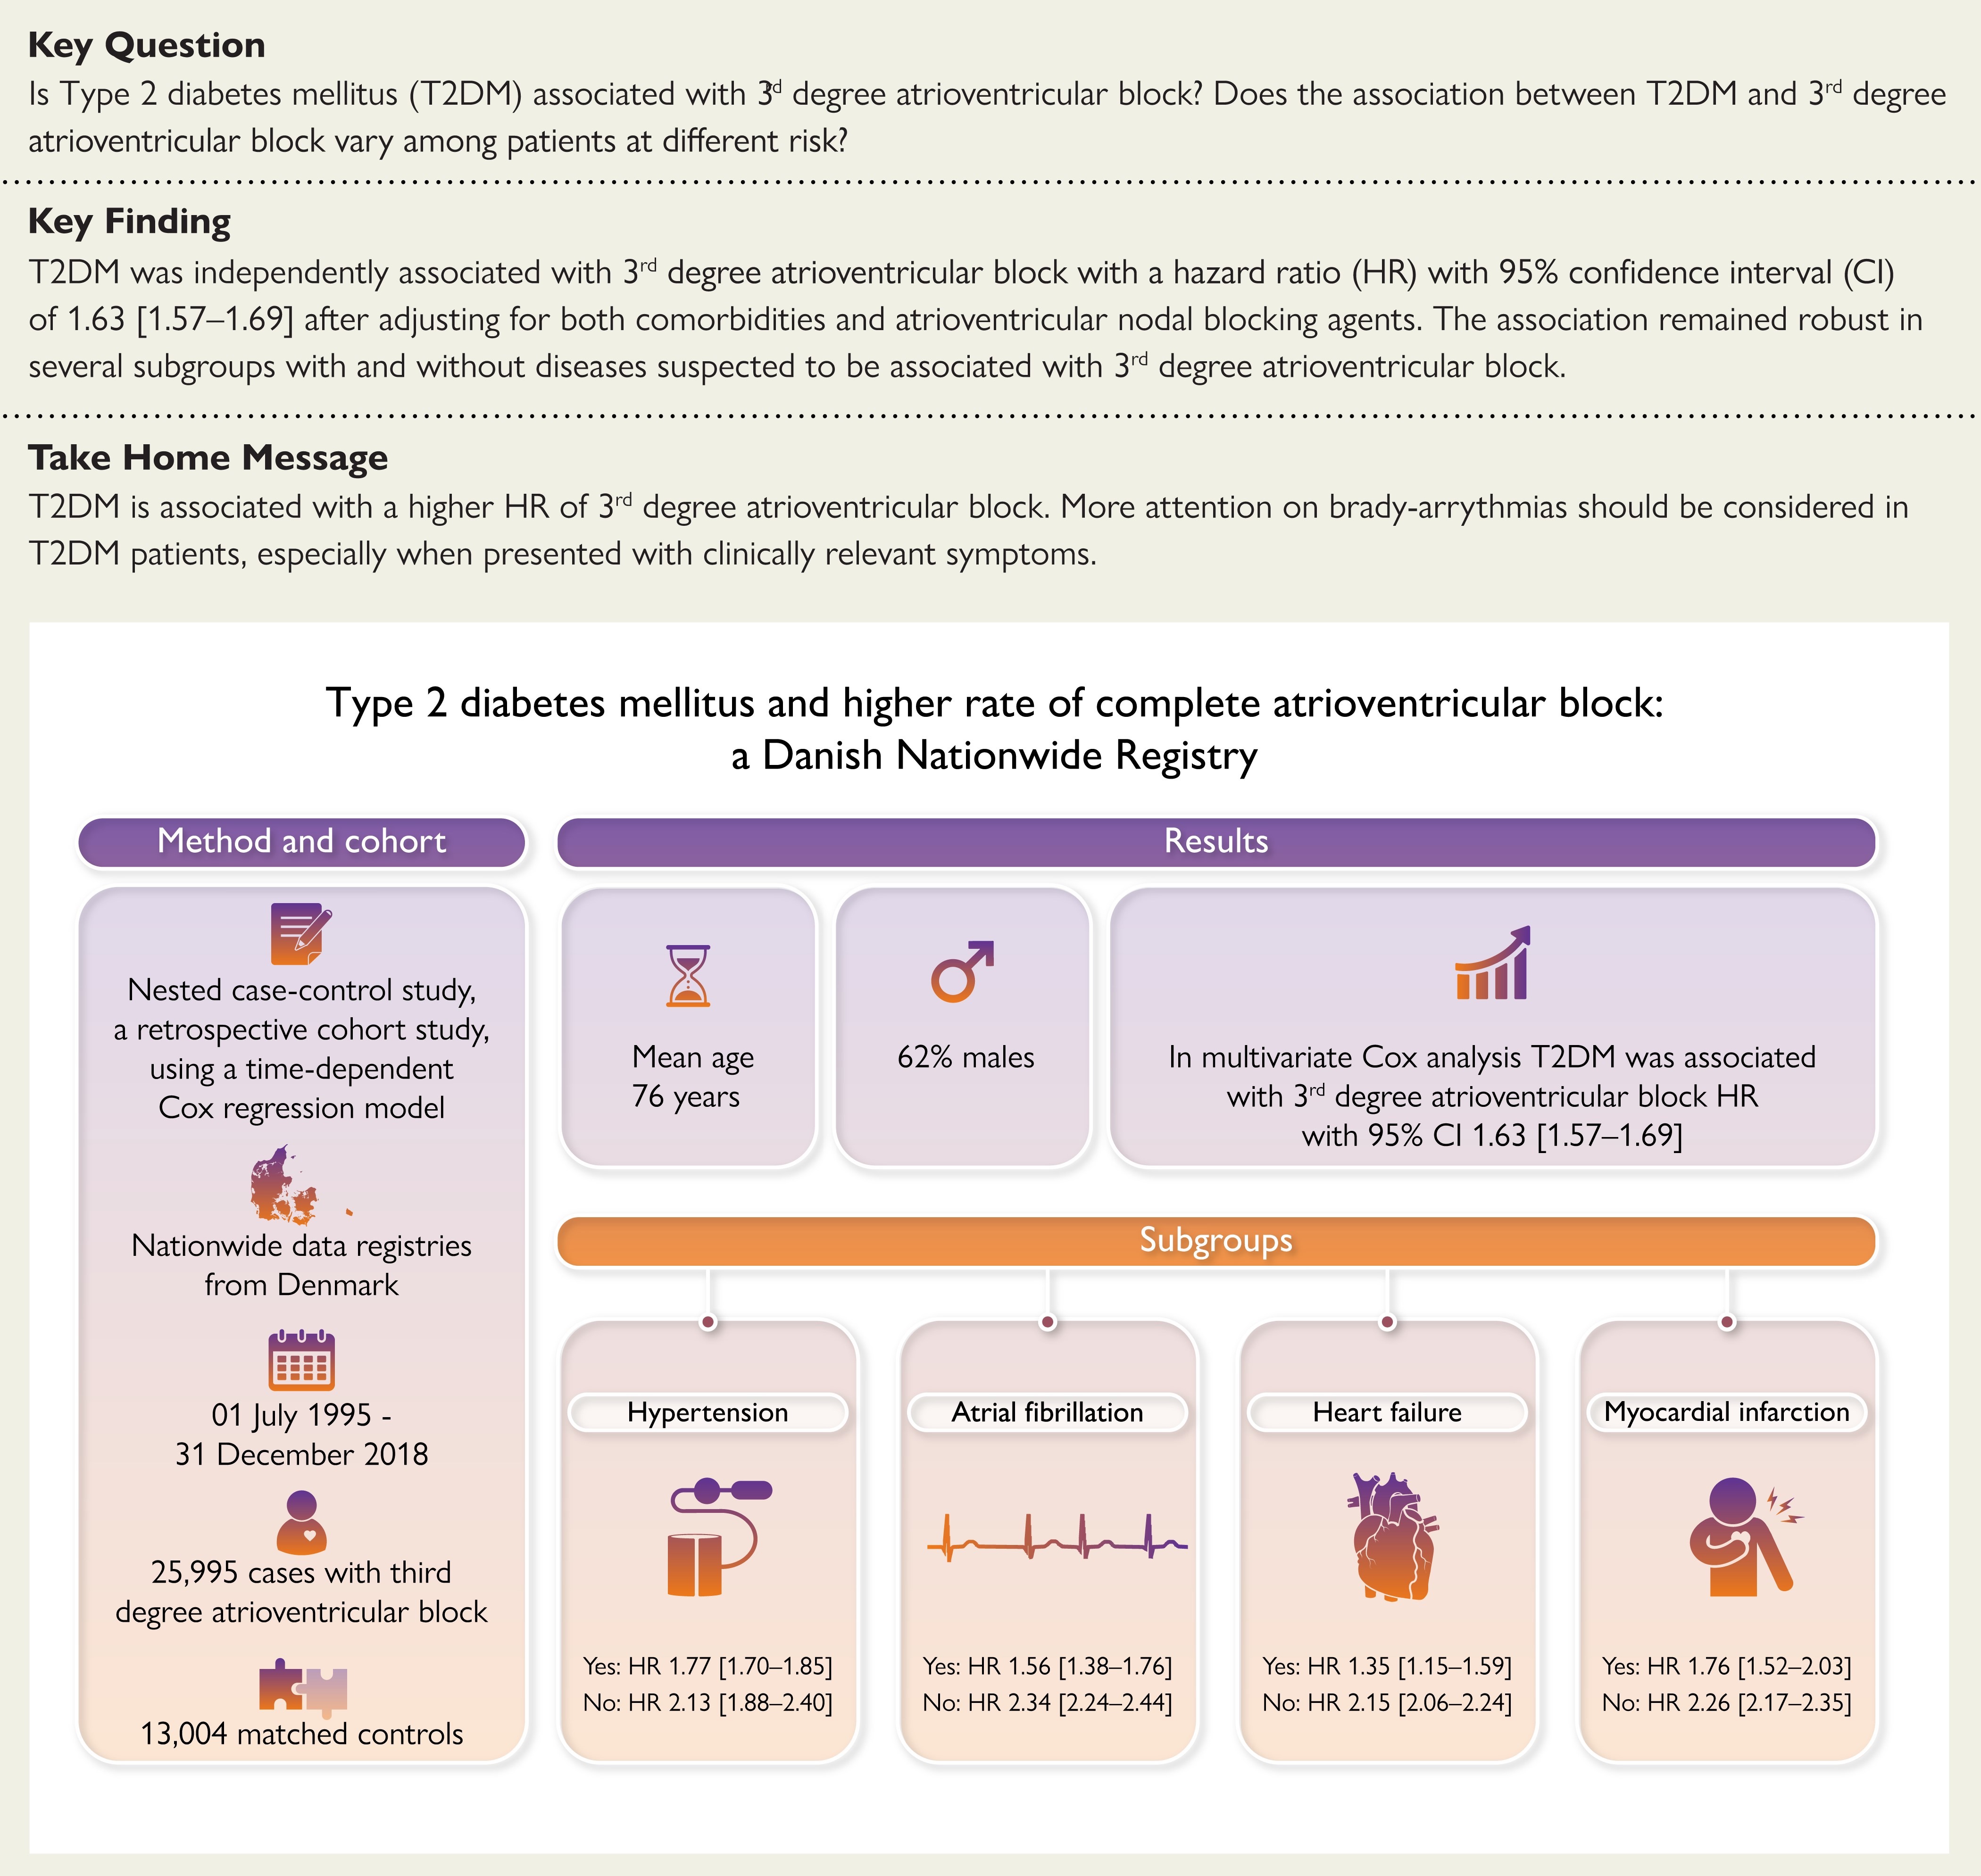 Key Question
Is Type 2 diabetes mellitus (T2DM) associated with 3d degree atrioventricular block? Does the association between T2DM and 3rd degree
atrioventricular block vary among patients at different risk?
Key Finding
T2DM was independently associated with 3rd degree atrioventricular block with a hazard ratio (HR) with 95% confidence interval (CI)
of 1.63 [1.57–1.69] after adjusting for both comorbidities and atrioventricular nodal blocking agents. The association remained robust in
several subgroups with and without diseases suspected to be associated with 3rd degree atrioventricular block.
Take Home Message
T2DM is associated with a higher HR of 3rd degree atrioventricular block. More attention on brady-arrythmias should be considered in
T2DM patients, especially when presented with clinically relevant symptoms.
Type 2 diabetes mellitus and higher rate of complete atrioventricular block:
a Danish Nationwide Registry
Method and cohort
Nested case-control study,
a retrospective cohort study,
using a time-dependent
Cox regression model
Nationwide data registries
from Denmark
01 July 1995 -
31 December 2018
25,995 cases with third
degree atrioventricular block
13,004 matched controls
Results
Mean age
76 years
62% males
In multivariate Cox analysis T2DM was associated
with 3rd degree atrioventricular block HR
with 95% CI 1.63 [1.57–1.69]
Subgroups
Hypertension
Yes: HR 1.77 [1.70–1.85]
No: HR 2.13 [1.88–2.40]
Atrial fibrillation
Yes: HR 1.56 [1.38–1.76]
No: HR 2.34 [2.24–2.44]
Heart failure
Yes: HR 1.35 [1.15–1.59]
No: HR 2.15 [2.06–2.24]
Myocardial infarction
Yes: HR 1.76 [1.52–2.03]
No: HR 2.26 [2.17–2.35]